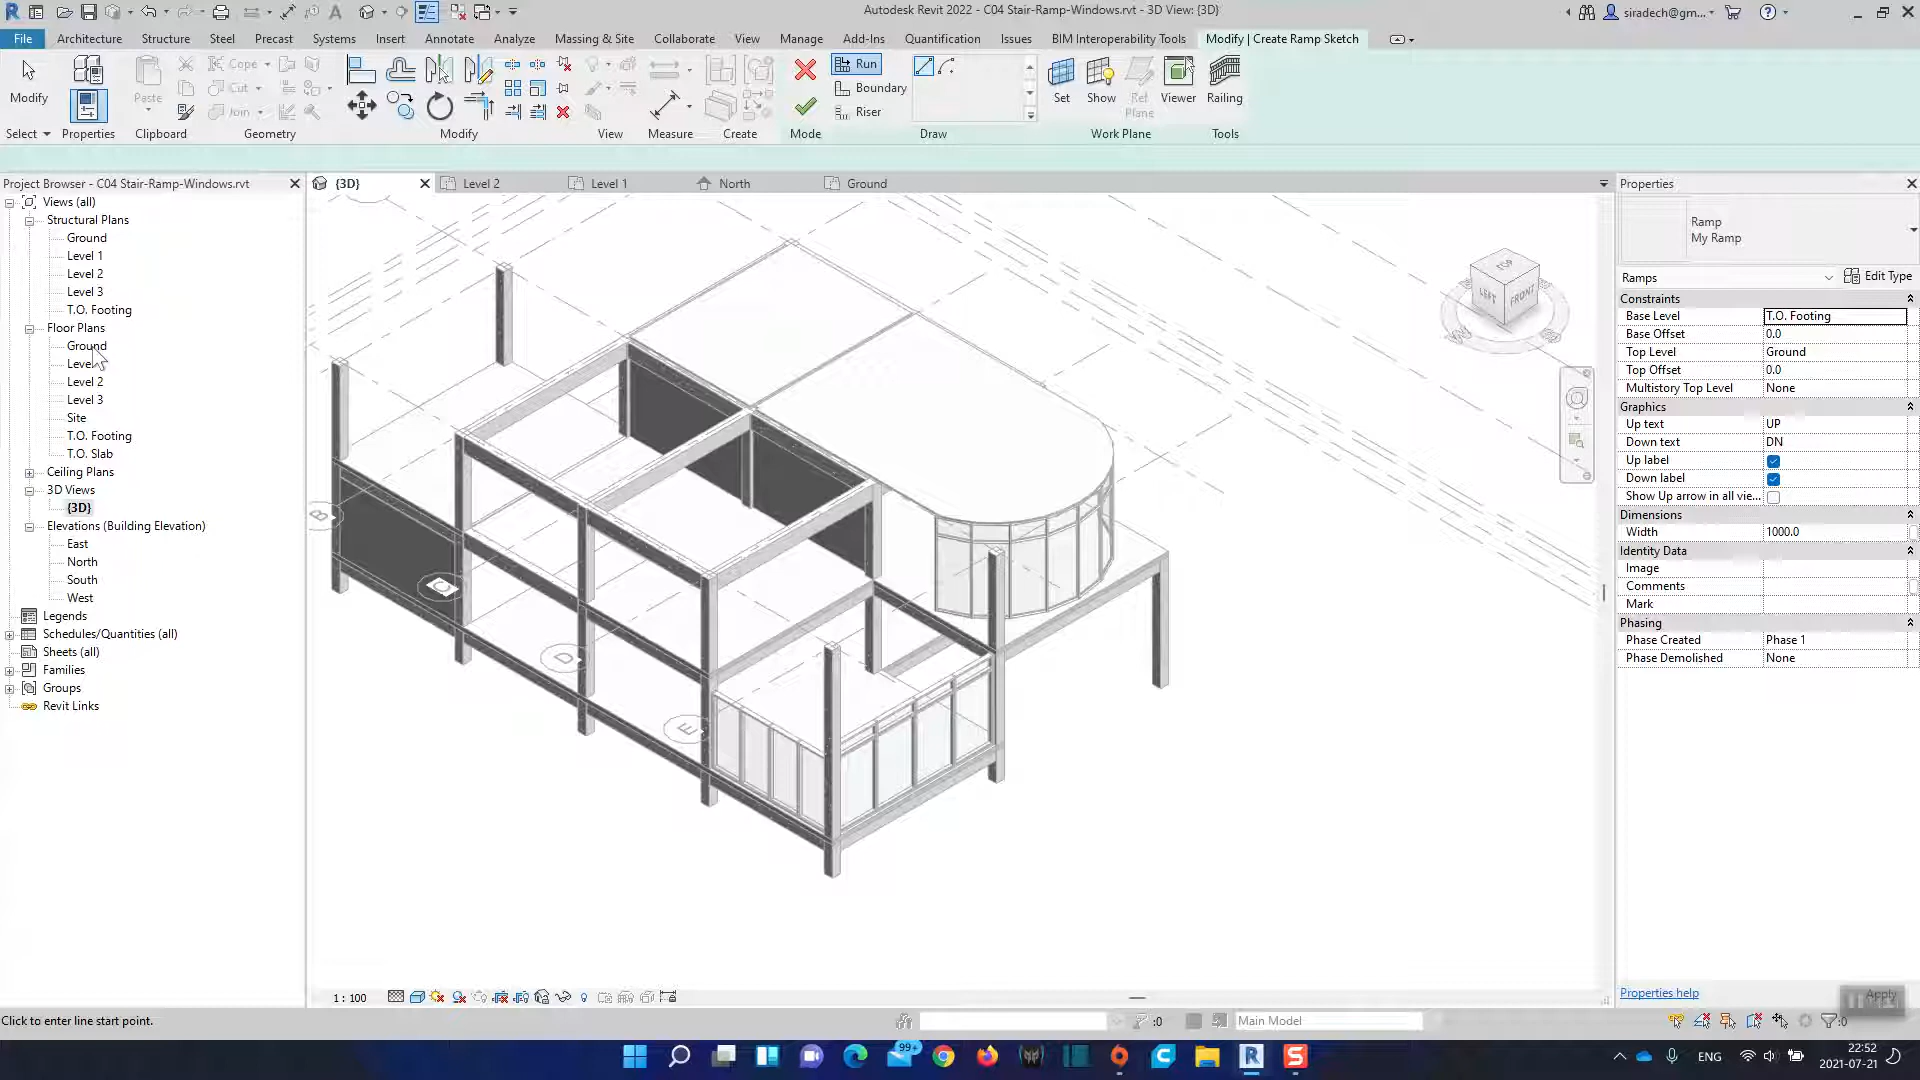 Autodesk Revit 2022 - C04 Stair-Ramp-Windows.rvt - 3D View: {3D}
siradech@gm...
File Architecture Structure Steel Precast Systems Insert Annotate Analyze Massing & Site Collaborate View Manage Add-Ins Quantification Issues BIM Interoperability Tools Modify | Create Ramp Sketch
Modify
Paste
Cope
Cut
Join
Run
Boundary
Riser
Set
Show
Ref
Plane
Viewer
Railing
Select Properties Clipboard Geometry Modify View Measure Create Mode Draw Work Plane Tools
Project Browser - C04 Stair-Ramp-Windows.rvt
{3D}
Level 2
Level 1
North
Ground
Views (all)
Structural Plans
Ground
Level 1
Level 2
Level 3
T.O. Footing
Floor Plans
Ground
Level
Level 2
Level 3
Site
T.O. Footing
T.O. Slab
Ceiling Plans
3D Views
{3D}
Elevations (Building Elevation)
East
North
South
West
Legends
Schedules/Quantities (all)
Sheets (all)
Families
Groups
Revit Links
B
C
D
E
TOP
LEFT
FRONT
Properties
Ramp
My Ramp
Ramps
Edit Type
Constraints
Base Level T.O. Footing
Base Offset 0.0
Top Level Ground
Top Offset 0.0
Multistory Top Level None
Graphics
Up text UP
Down text DN
Up label
Down label
Show Up arrow in all vie...
Dimensions
Width 1000.0
Identity Data
Image
Comments
Mark
Phasing
Phase Created Phase 1
Phase Demolished None
Properties help
Apply
1 : 100
Click to enter line start point.
:0
Main Model
:0
99+
ENG
22:52
2021-07-21